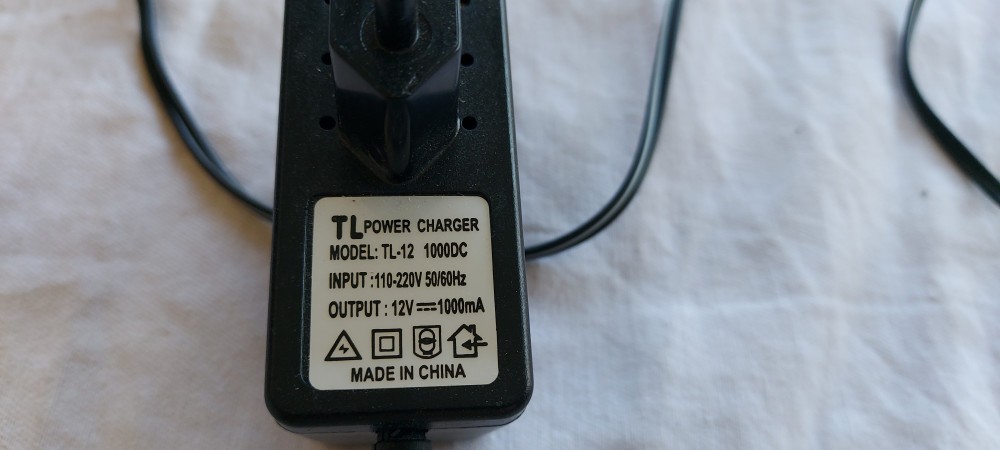 TL POWER CHARGER
MODEL: TL-12 1000DC
INPUT :110-220V 50/60Hz
OUTPUT : 12V ⎓1000mA
MADE IN CHINA